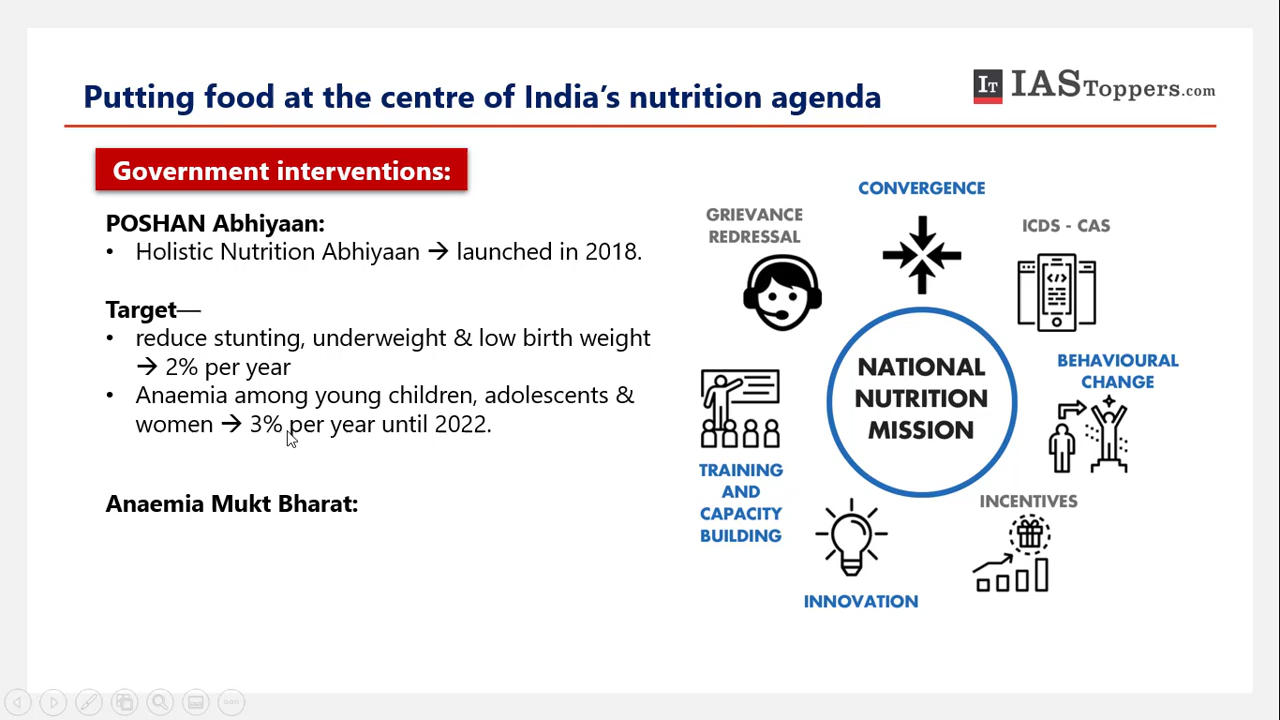 Putting food at the centre of India's nutrition agenda
IT IASToppers.com
Government interventions:
POSHAN Abhiyaan:
• Holistic Nutrition Abhiyaan → launched in 2018.
Target—
• reduce stunting, underweight & low birth weight
→ 2% per year
• Anaemia among young children, adolescents &
women → 3% per year until 2022.
Anaemia Mukt Bharat:
CONVERGENCE
GRIEVANCE
REDRESSAL
ICDS - CAS
</>
NATIONAL
NUTRITION
MISSION
BEHAVIOURAL
CHANGE
TRAINING
AND
CAPACITY
BUILDING
INCENTIVES
INNOVATION